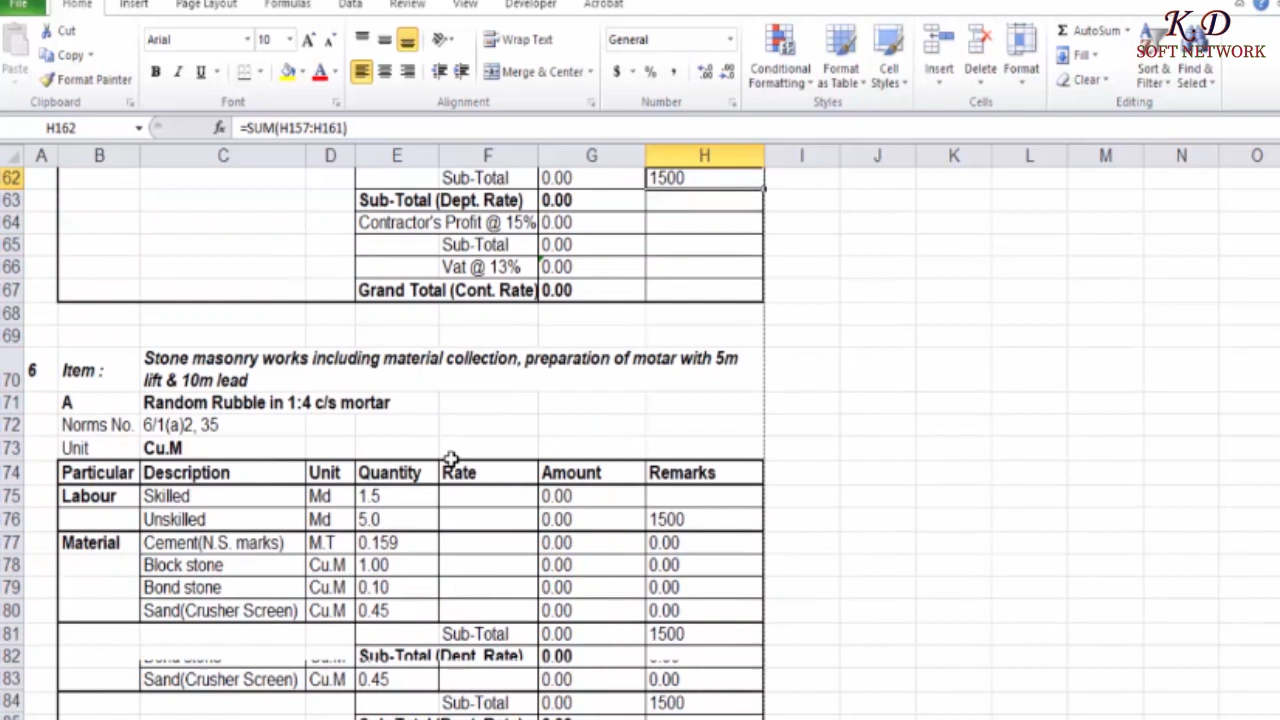 File Home Insert Page Layout Formulas Data Review View Developer Acrobat
K.D
SOFT NETWORK
Cut
Copy
Format Painter
Paste
Arial 10 A A
B I U A
Wrap Text
Merge & Center
General
$ % ,
Conditional Formatting
Format as Table
Cell Styles
Insert Delete Format
Σ AutoSum
Fill
Clear
Sort & Filter
Find & Select
Clipboard Font Alignment Number Styles Cells Editing
H162 fx =SUM(H157:H161)
A B C D E F G H I J K L M N O
62 Sub-Total 0.00 1500
63 Sub-Total (Dept. Rate) 0.00
64 Contractor's Profit @ 15% 0.00
65 Sub-Total 0.00
66 Vat @ 13% 0.00
67 Grand Total (Cont. Rate) 0.00
68
69
70 6 Item : Stone masonry works including material collection, preparation of motar with 5m
lift & 10m lead
71 A Random Rubble in 1:4 c/s mortar
72 Norms No. 6/1(a)2, 35
73 Unit Cu.M
74 Particular Description Unit Quantity Rate Amount Remarks
75 Labour Skilled Md 1.5 0.00
76 Unskilled Md 5.0 0.00 1500
77 Material Cement(N.S. marks) M.T 0.159 0.00 0.00
78 Block stone Cu.M 1.00 0.00 0.00
79 Bond stone Cu.M 0.10 0.00 0.00
80 Sand(Crusher Screen) Cu.M 0.45 0.00 0.00
81 Sub-Total 0.00 1500
82 Sub-Total (Dept. Rate) 0.00
83 Sand(Crusher Screen) Cu.M 0.45 0.00 0.00
84 Sub-Total 0.00 1500